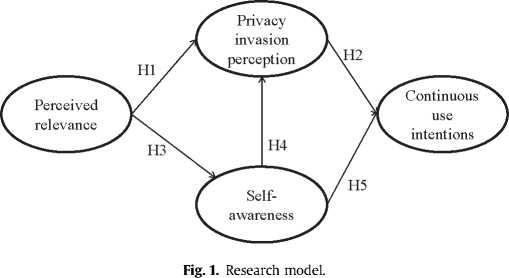 Privacy
invasion
perception
H1
H2
Perceived
relevance
Continuous
use
intentions
H3
H4
H5
Self-
awareness
Fig. 1. Research model.